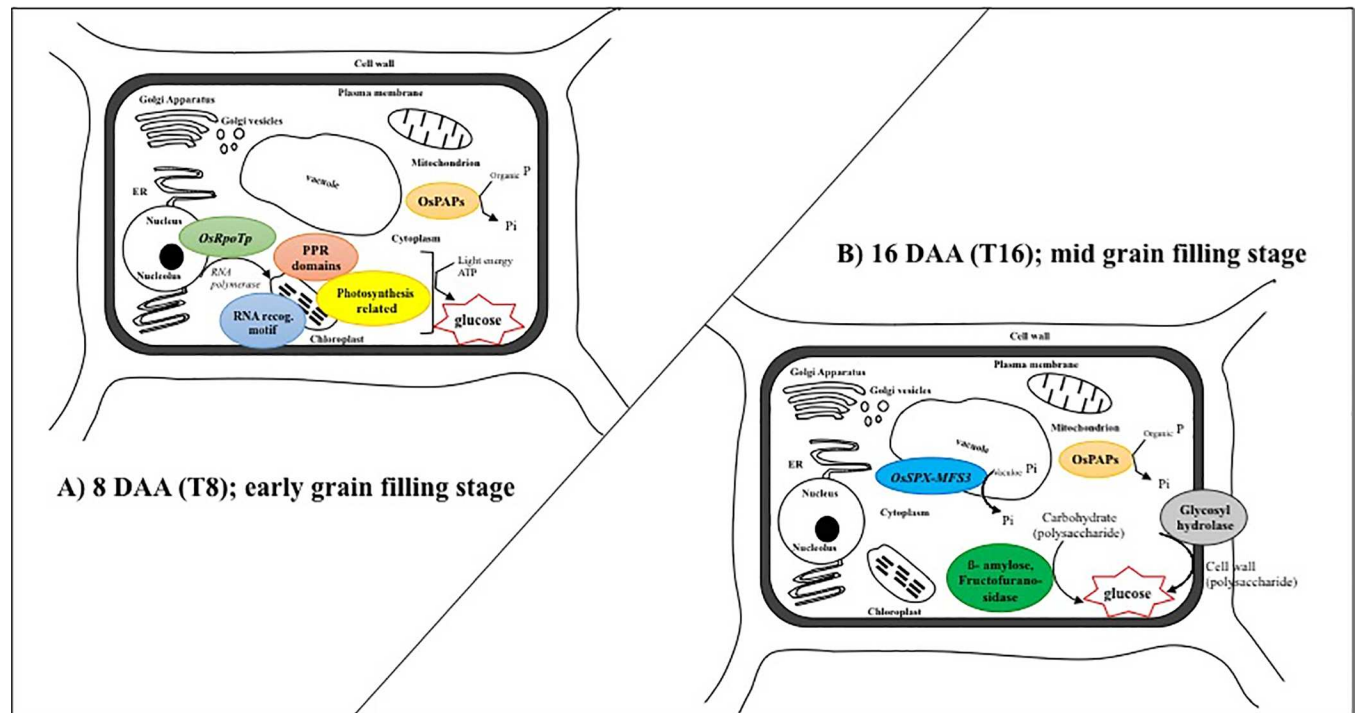 Cell wall
Plasma membrane
Golgi Apparatus
Golgi vesicles
Mitochondrion
vacuole
ER
Organic P
OsPAPs
Pi
Nucleus
OsRpoTp
Cytoplasm
PPR
domains
Nucleolus
RNA
polymerase
Light energy
ATP
Photosynthesis
related
RNA recog.
motif
glucose
Chloroplast
A) 8 DAA (T8); early grain filling stage
B) 16 DAA (T16); mid grain filling stage
Cell wall
Plasma membrane
Golgi Apparatus
Golgi vesicles
Mitochondrion
vacuole
Organic P
ER
OsPAPs
OsSPX-MFS3
Vaculoe Pi
Pi
Nucleus
Cytoplasm
Pi
Carbohydrate
(polysaccharide)
Glycosyl
hydrolase
Nucleolus
ß- amylose,
Fructofurano-
sidase
Cell wall
(polysaccharide)
glucose
Chloroplast